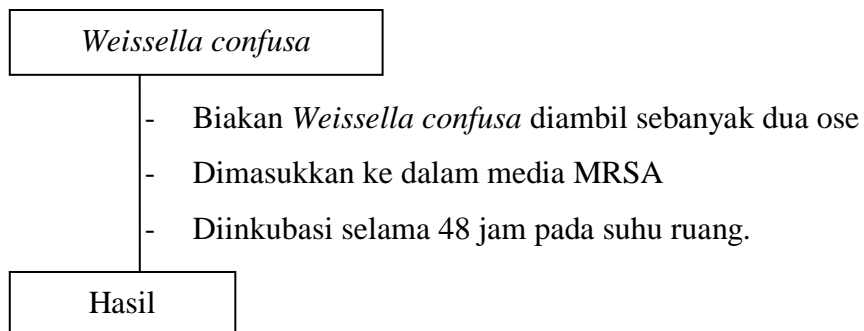 Weissella confusa
- Biakan Weissella confusa diambil sebanyak dua ose
- Dimasukkan ke dalam media MRSA
- Diinkubasi selama 48 jam pada suhu ruang.
Hasil